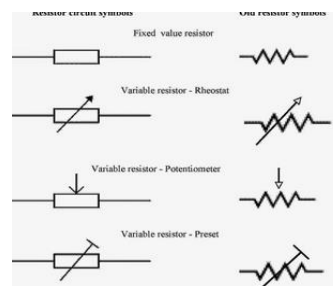 Resistor circuit symbols
Old resistor symbols
Fixed value resistor
Variable resistor - Rheostat
Variable resistor - Potentiometer
Variable resistor - Preset